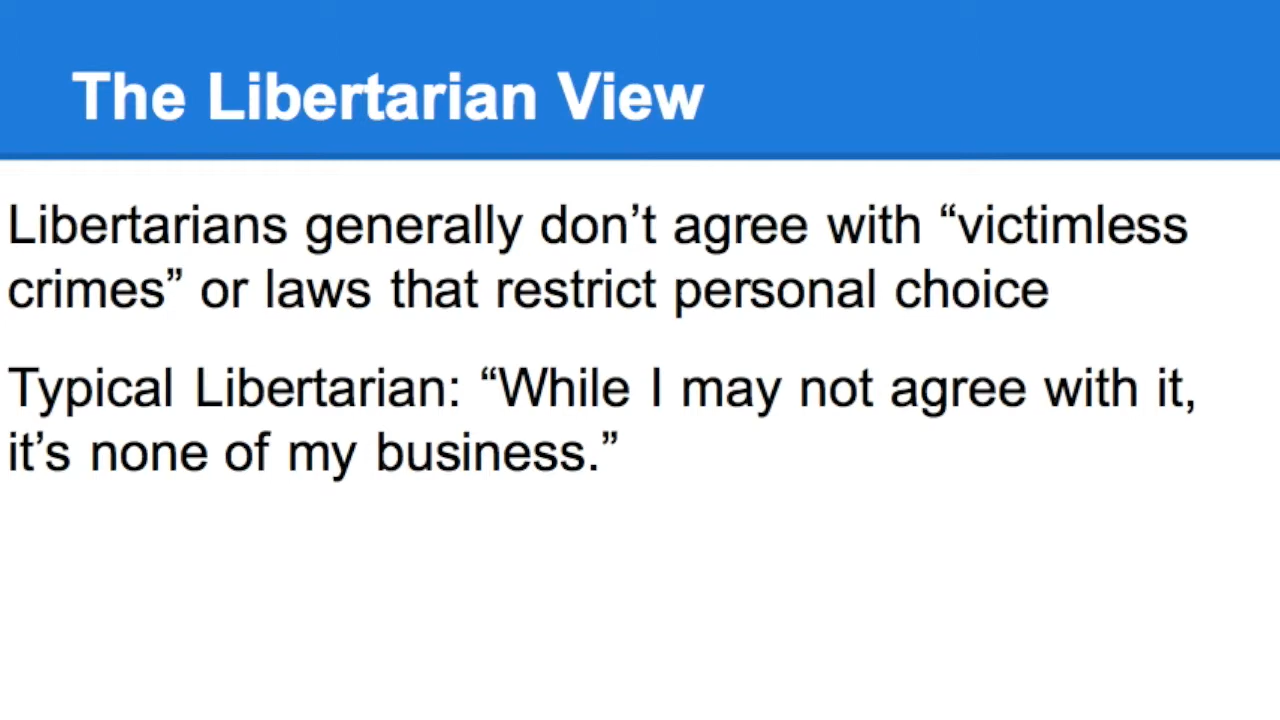 The Libertarian View
Libertarians generally don’t agree with “victimless
crimes” or laws that restrict personal choice
Typical Libertarian: “While I may not agree with it,
it’s none of my business.”